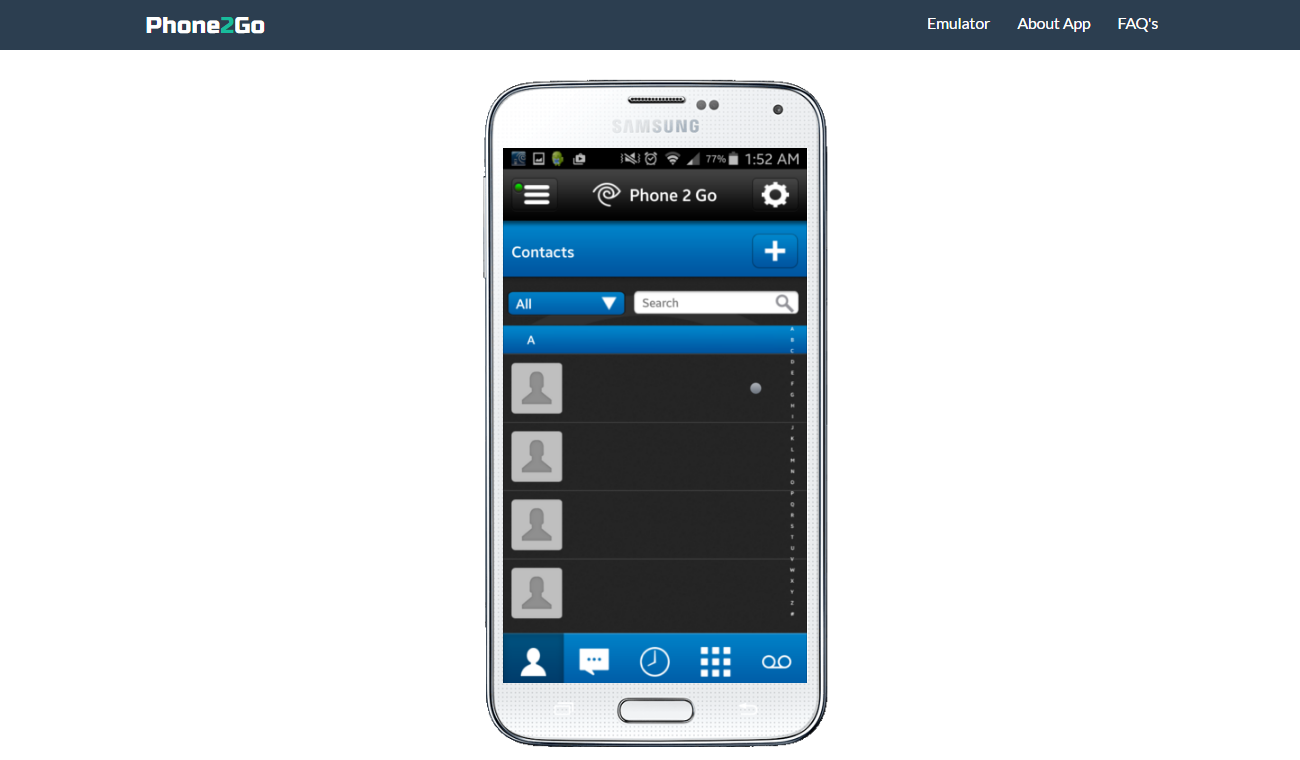 Phone2Go
Emulator About App FAQ's
SAMSUNG
77% 1:52 AM
Phone 2 Go
Contacts
All
Search
A
A
B
C
D
E
F
G
H
I
J
K
L
M
N
O
P
Q
R
S
T
U
V
W
X
Y
Z
#